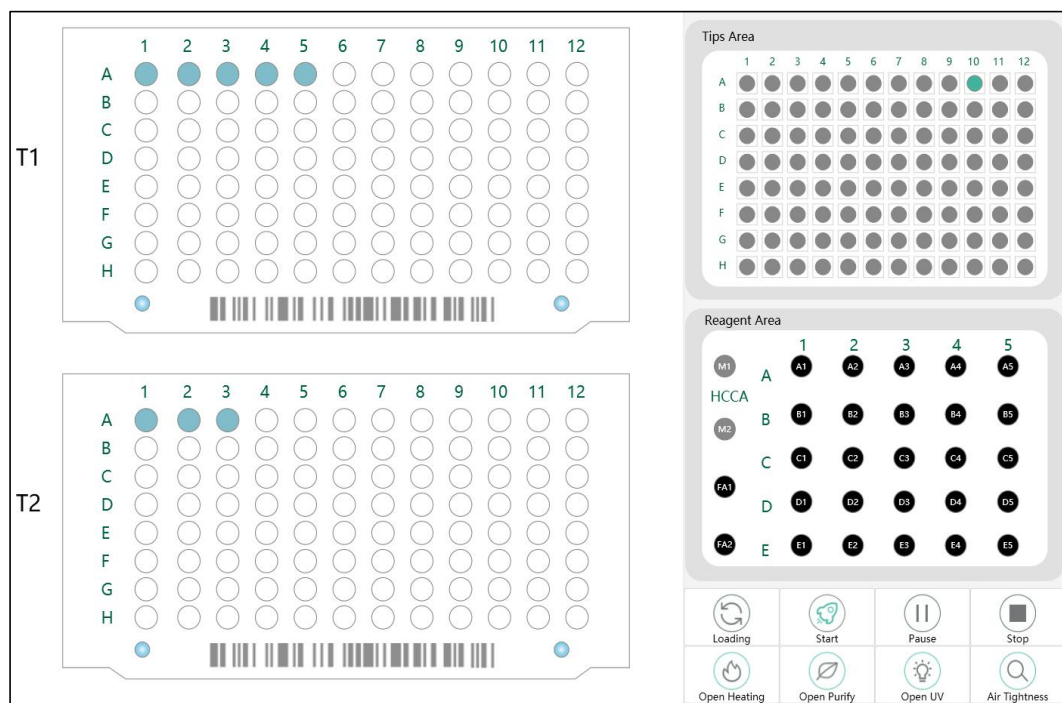 T1
1 2 3 4 5 6 7 8 9 10 11 12
A
B
C
D
E
F
G
H
T2
1 2 3 4 5 6 7 8 9 10 11 12
A
B
C
D
E
F
G
H
Tips Area
1 2 3 4 5 6 7 8 9 10 11 12
A
B
C
D
E
F
G
H
Reagent Area
1 2 3 4 5
M1 A A1 A2 A3 A4 A5
HCCA
M2 B B1 B2 B3 B4 B5
C C1 C2 C3 C4 C5
FA1
D D1 D2 D3 D4 D5
FA2 E E1 E2 E3 E4 E5
Loading Start Pause Stop
Open Heating Open Purify Open UV Air Tightness